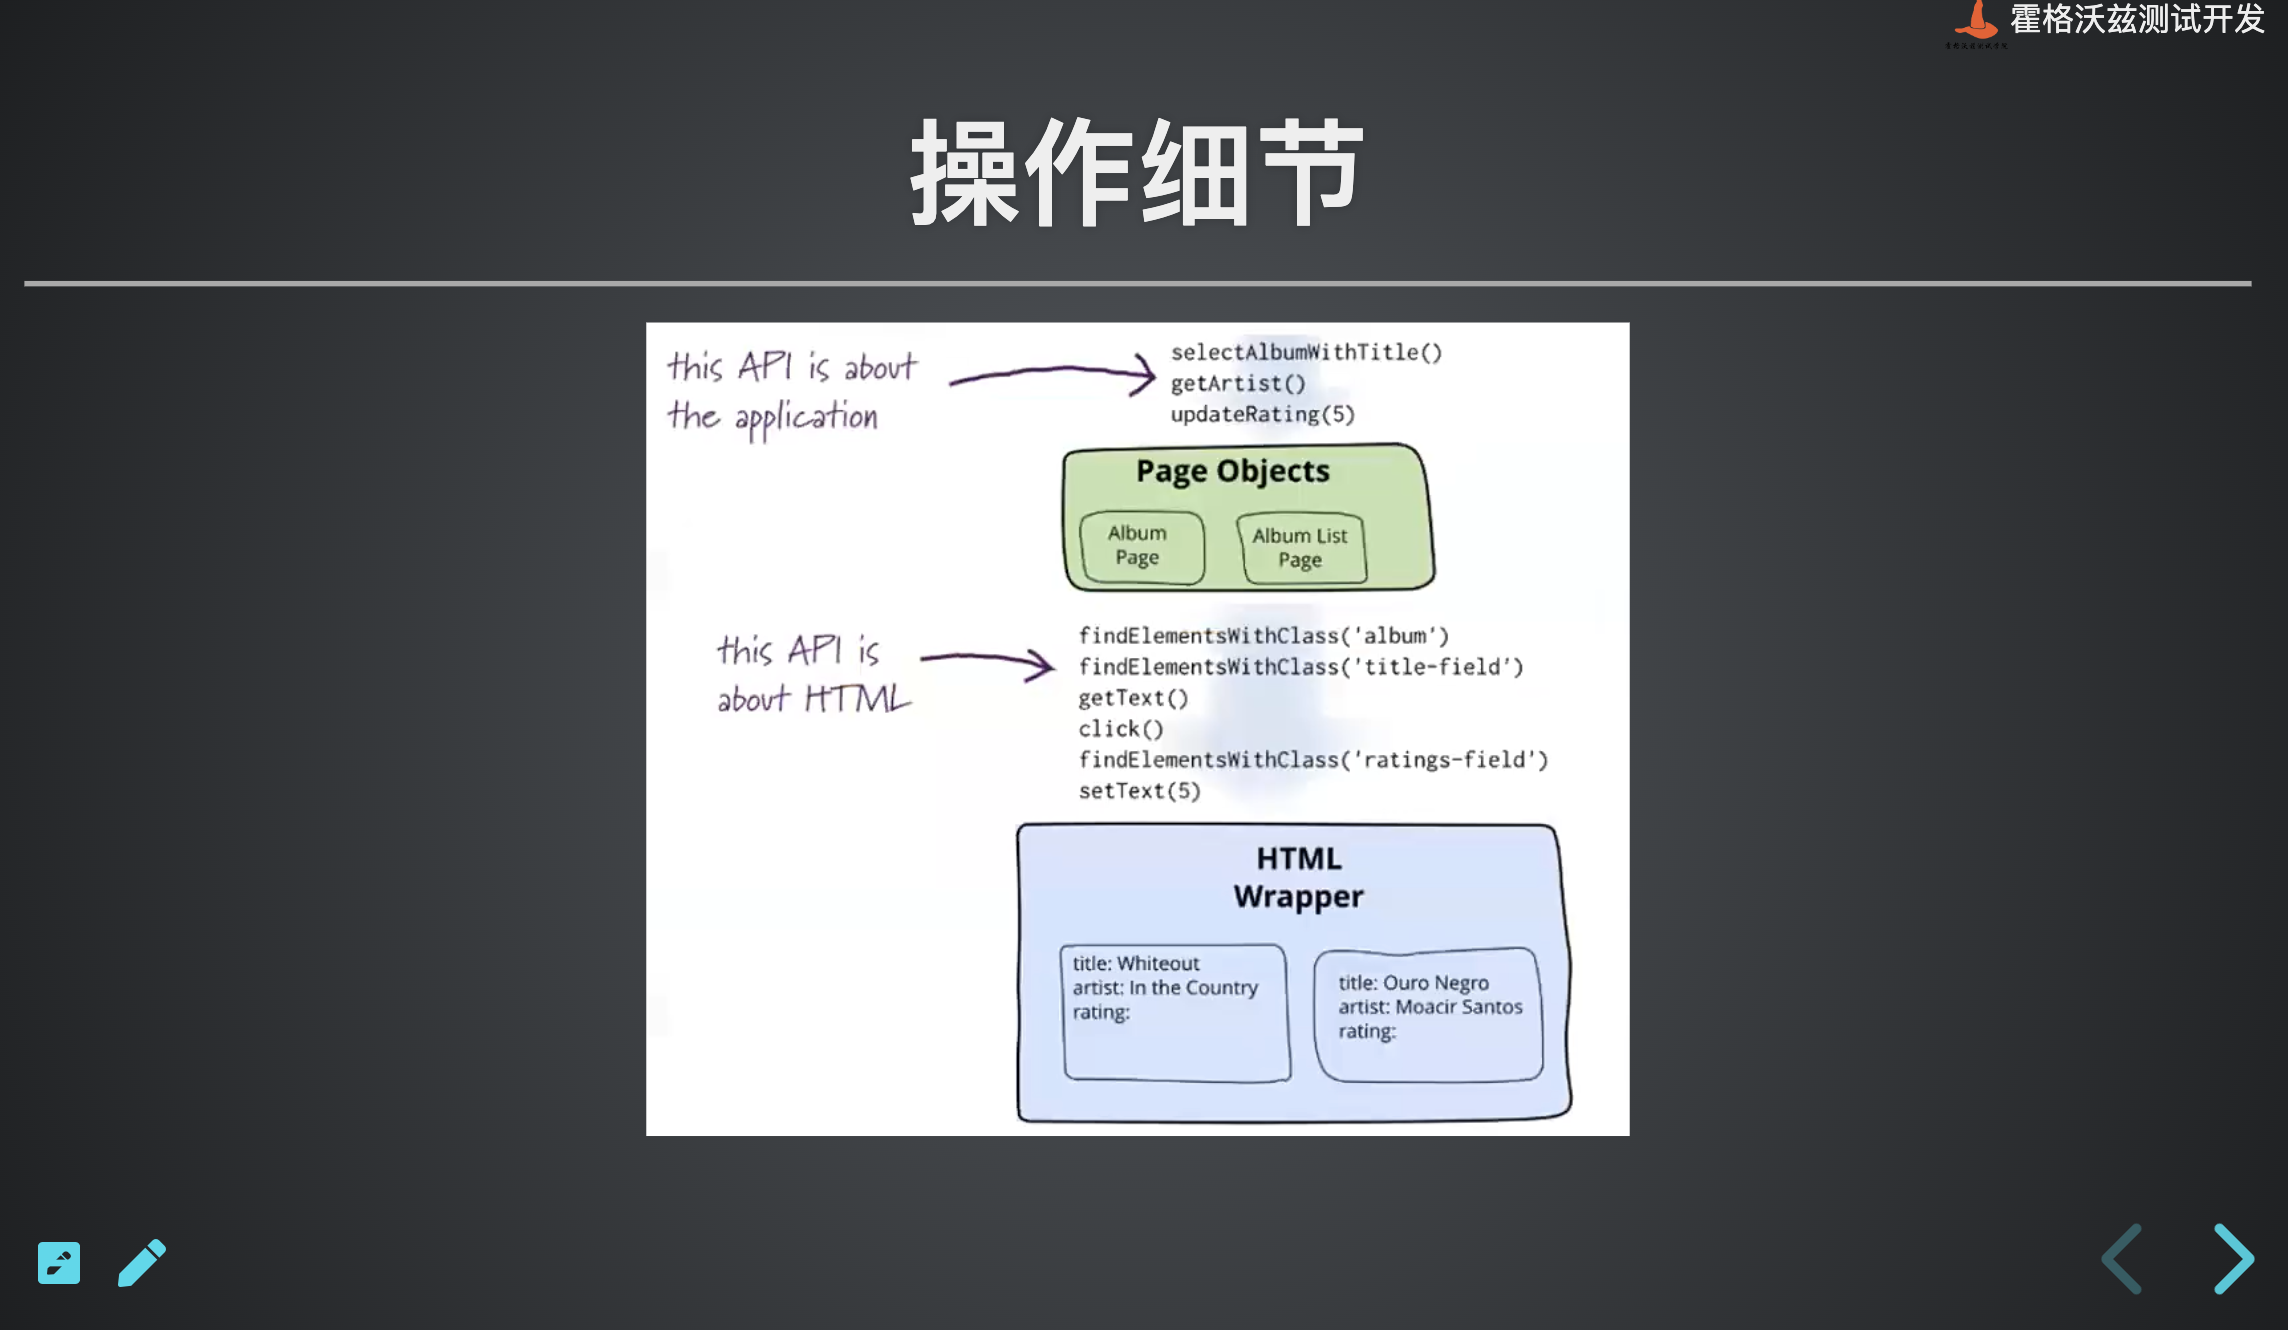 霍格沃兹测试开发
操作细节
this API is about
the application
selectAlbumWithTitle()
getArtist()
updateRating(5)
Page Objects
Album
Page
Album List
Page
this API is
about HTML
findElementsWithClass('album')
findElementsWithClass('title-field')
getText()
click()
findElementsWithClass('ratings-field')
setText(5)
HTML
Wrapper
title: Whiteout
artist: In the Country
rating:
title: Ouro Negro
artist: Moacir Santos
rating: